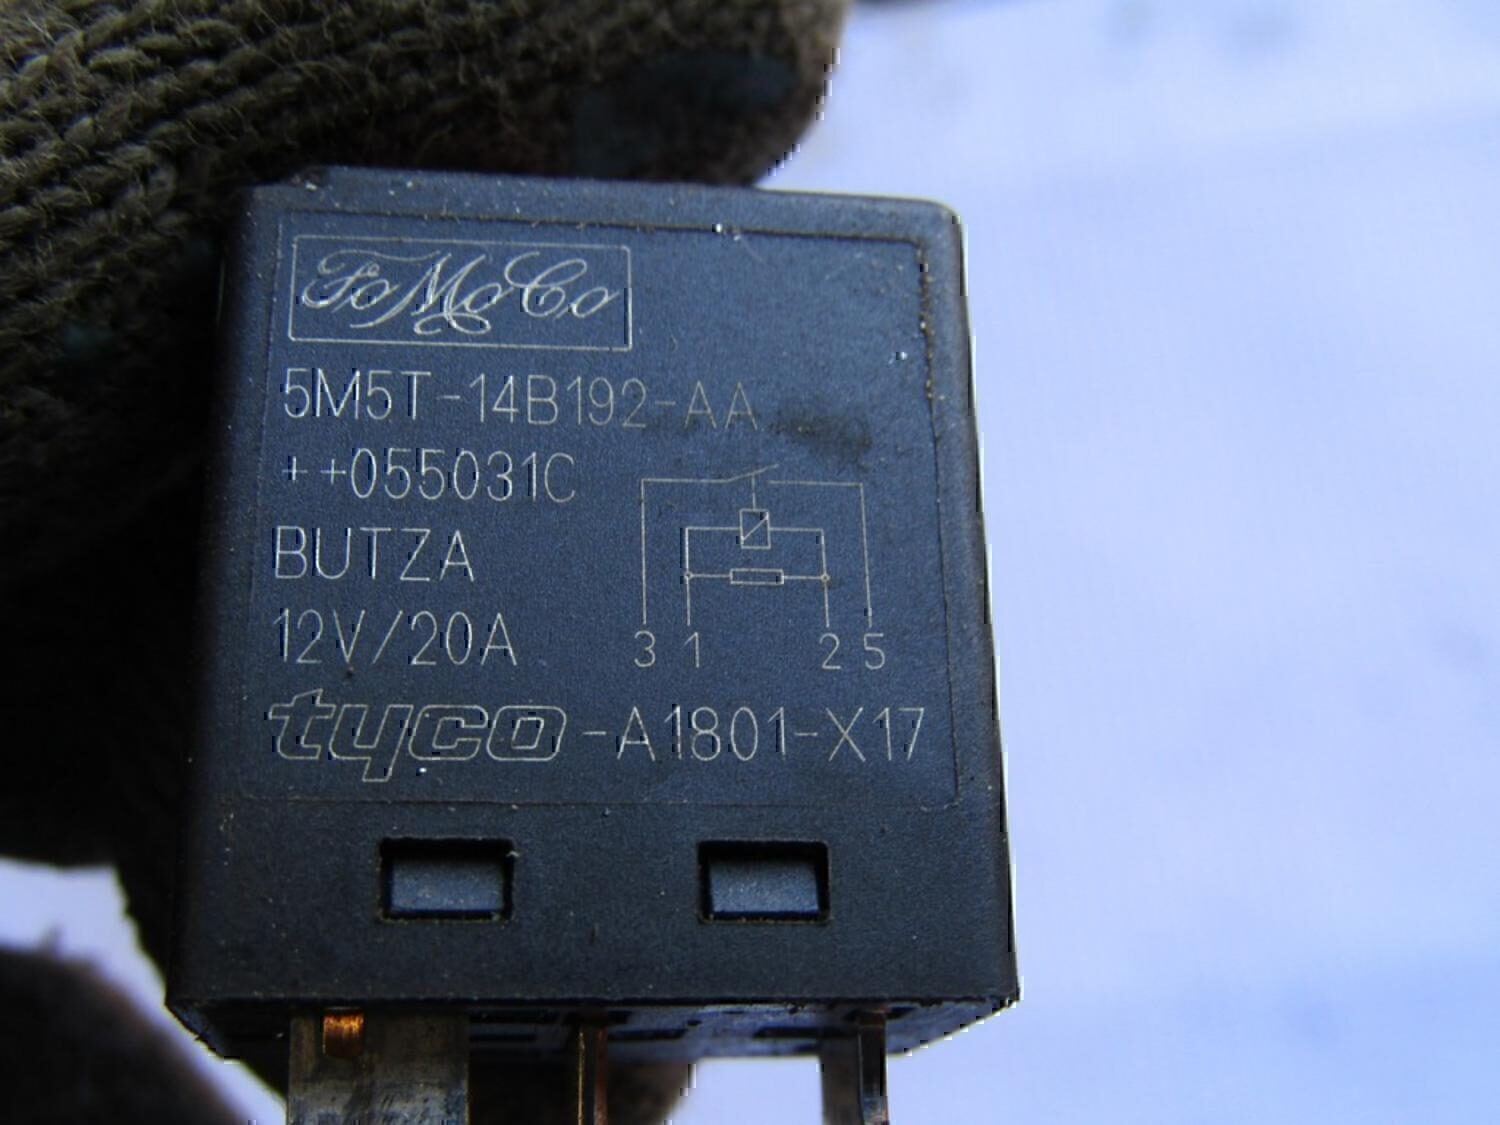 FoMoCo
5M5T-14B192-AA
++055031C
BUTZA
12V/20A
3 1 2 5
tyco -A1801-X17